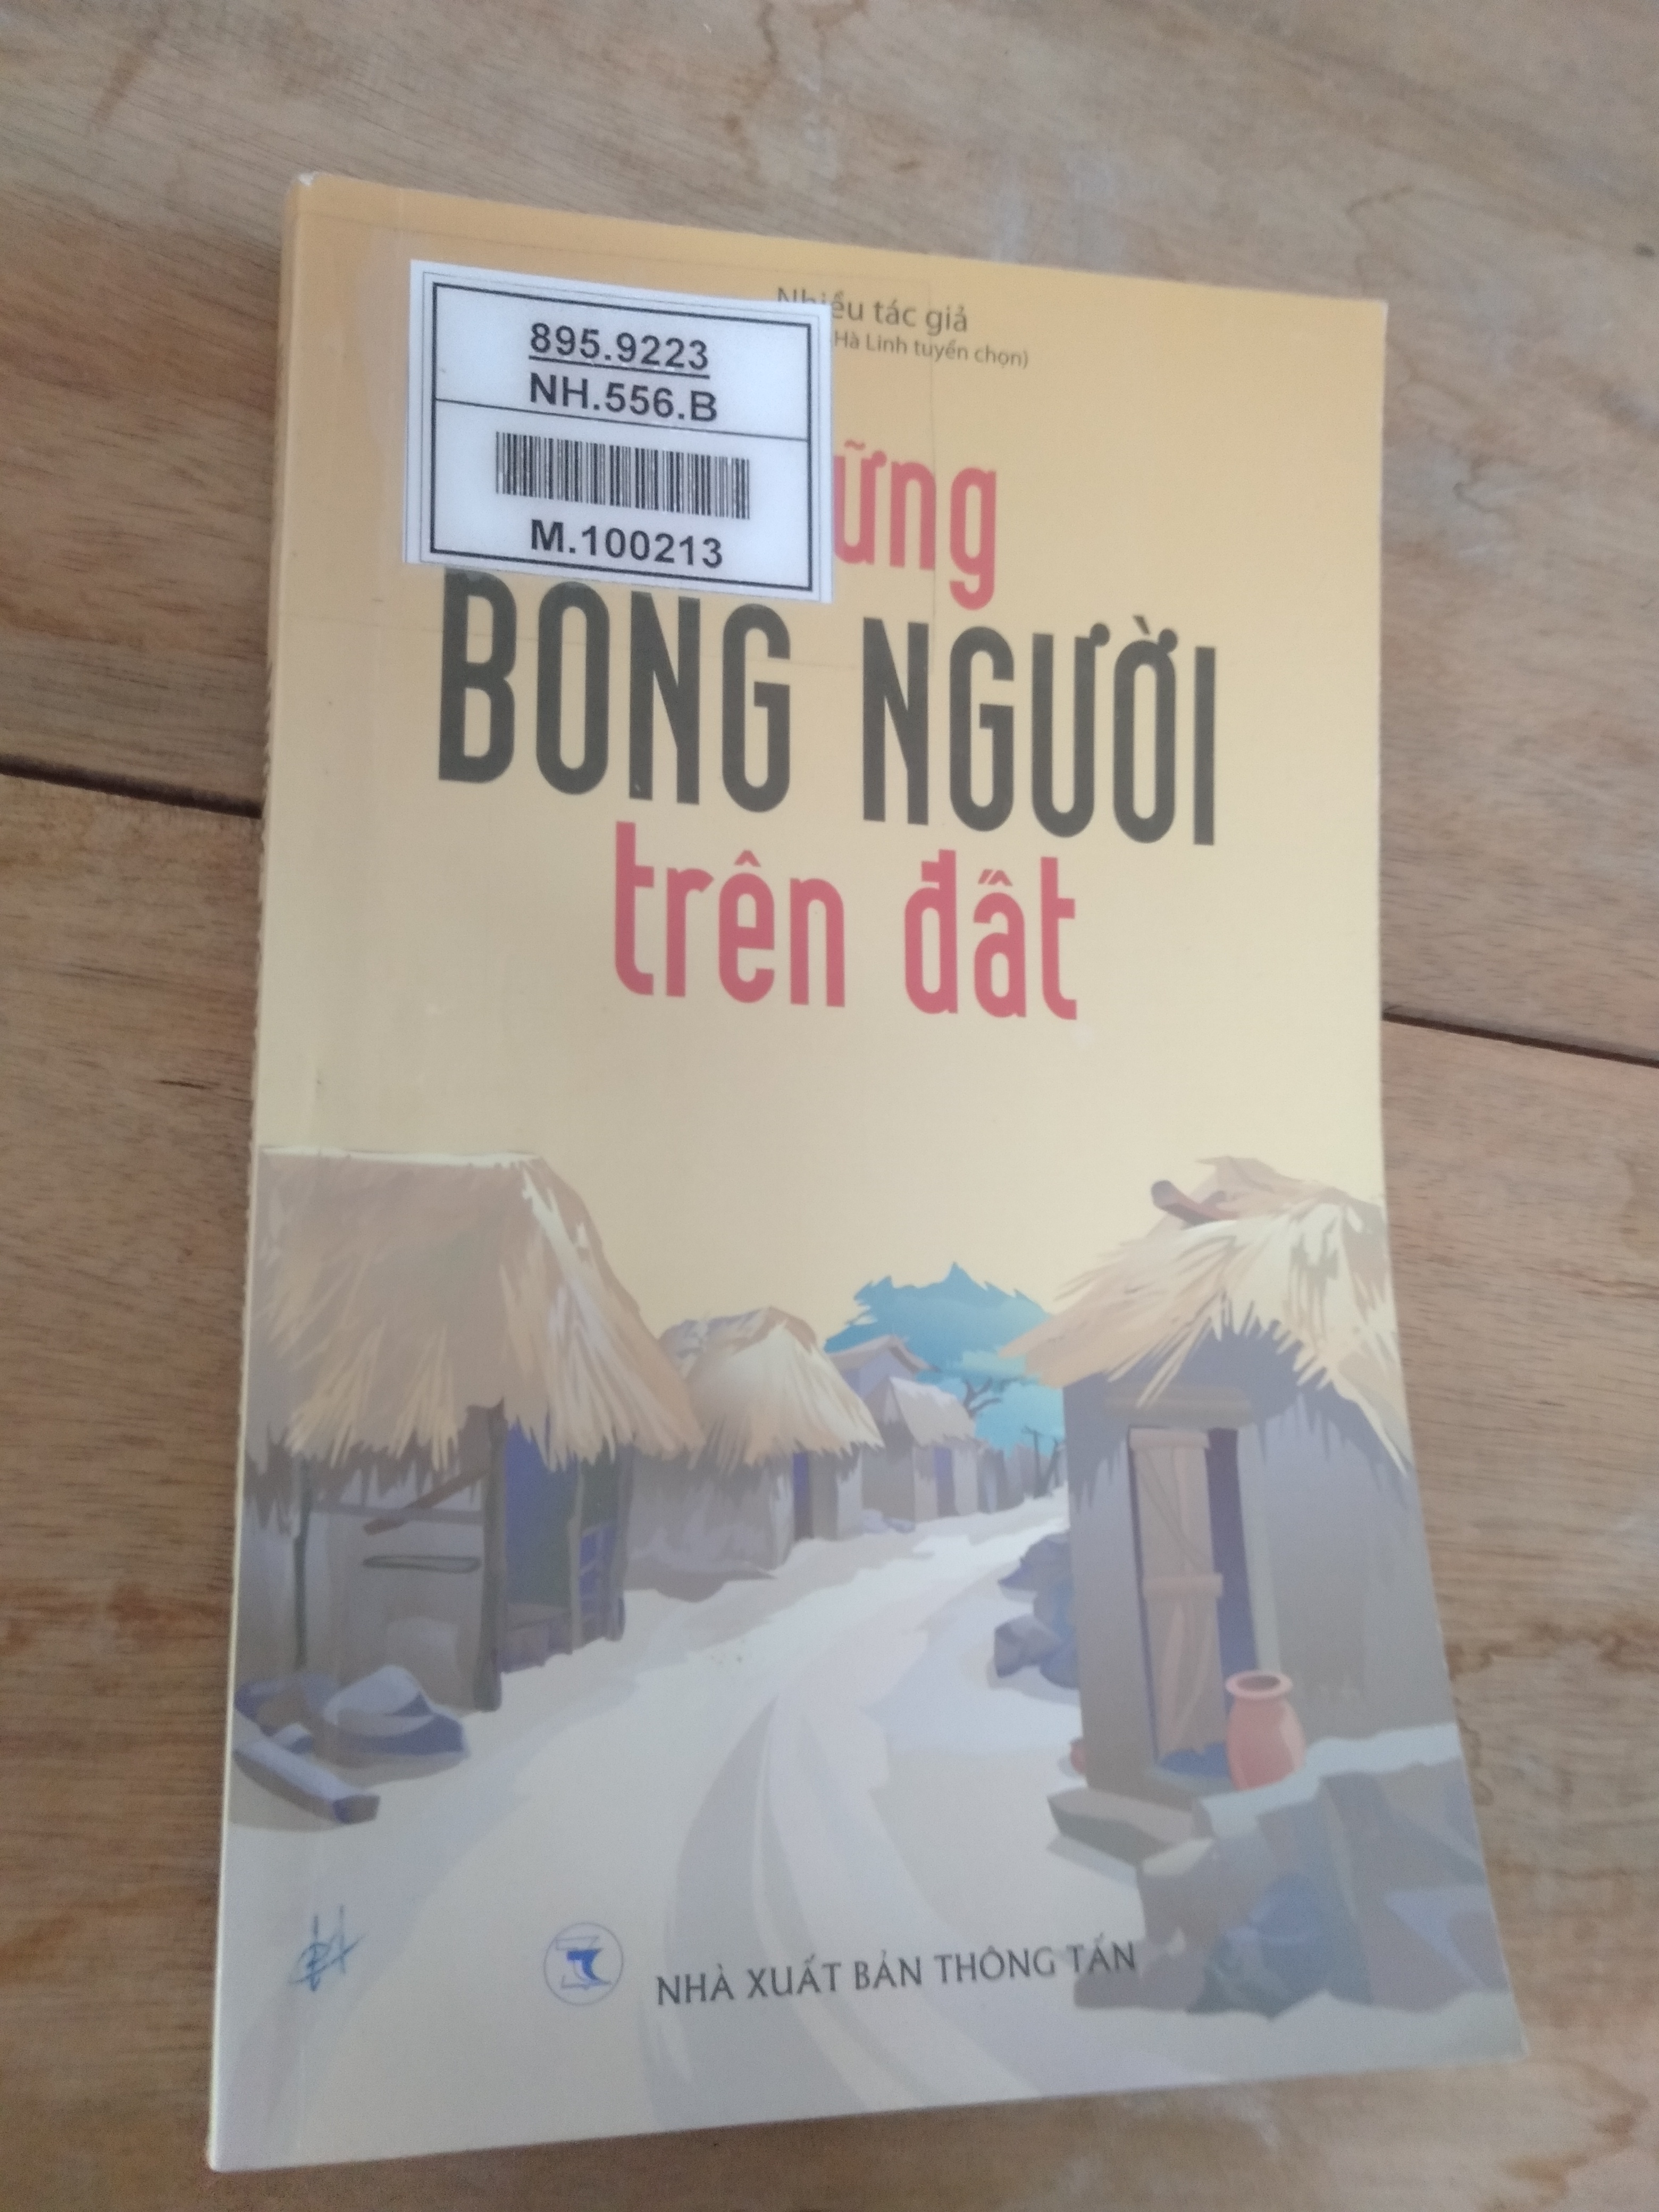 Nhiều tác giả
Hà Linh tuyển chọn)
895.9223
NH.556.B
M.100213
ững
BONG NGƯỜI
trên đất
NHÀ XUẤT BẢN THÔNG TẤN